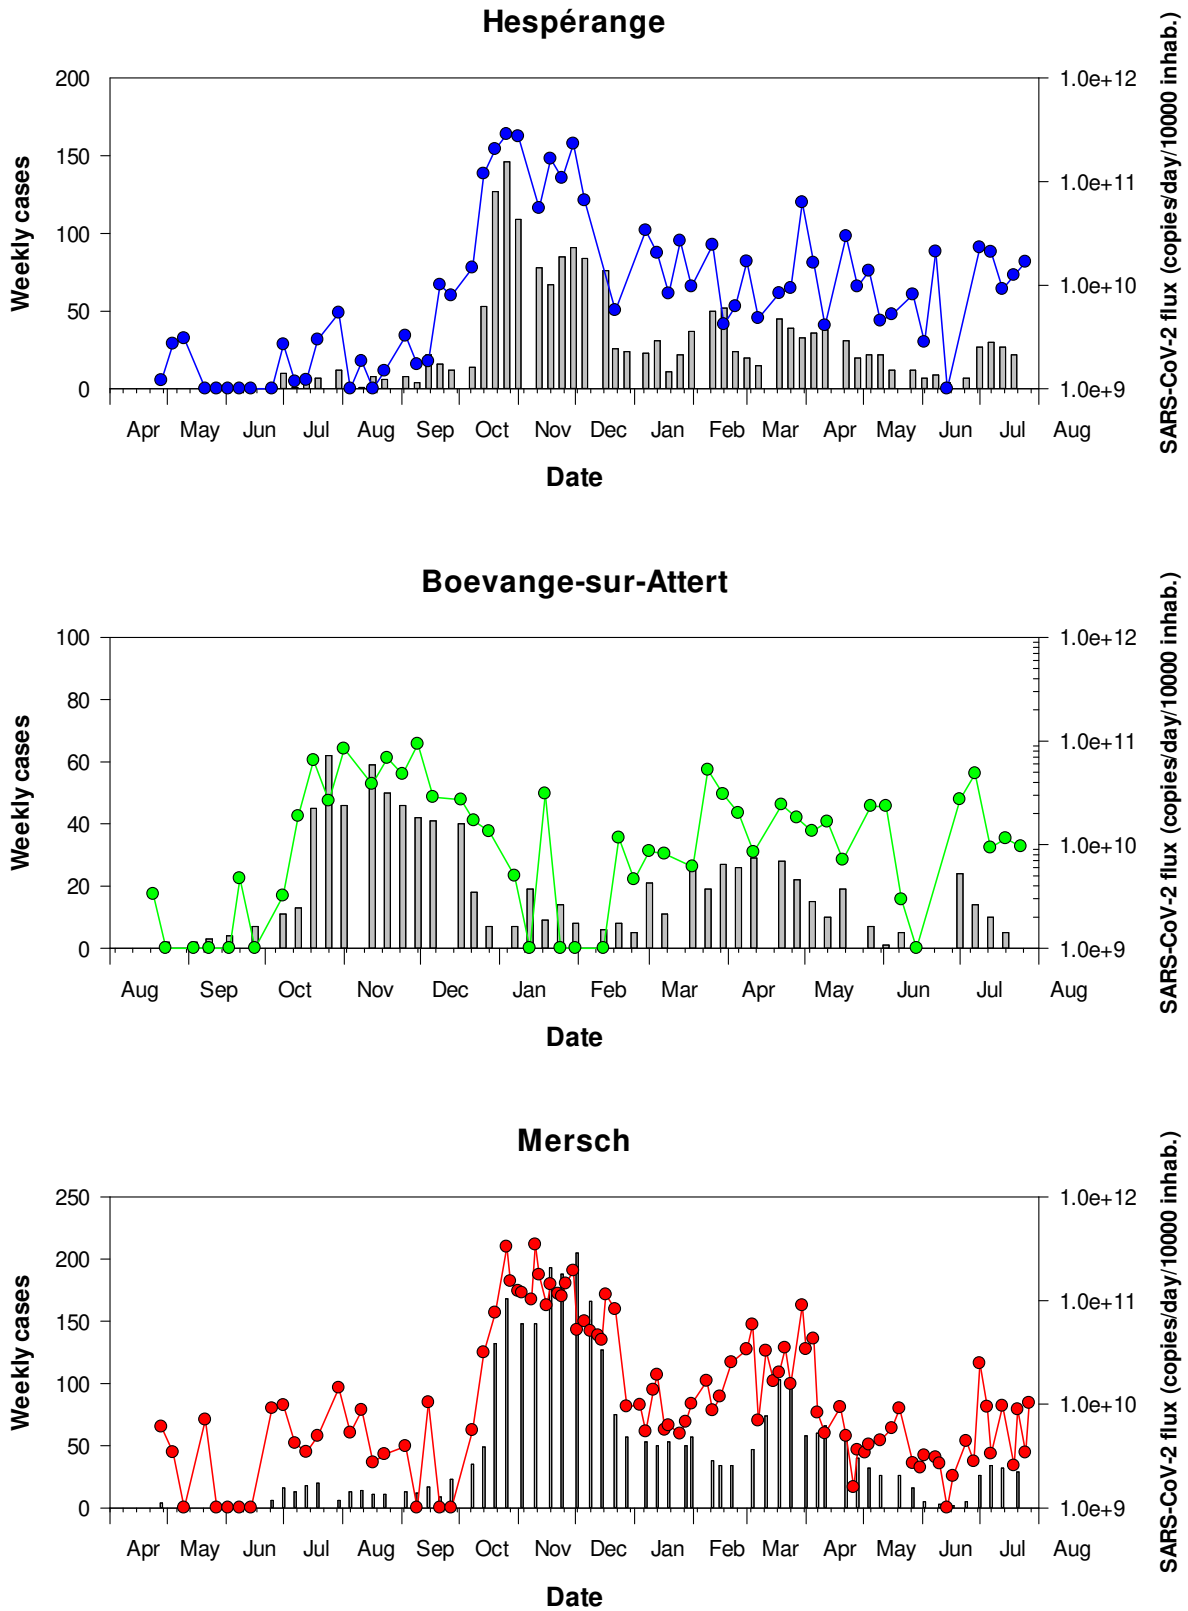 Hespérange
Weekly cases
SARS-CoV-2 flux (copies/day/10000 inhab.)
200
150
100
50
0
1.0e+12
1.0e+11
1.0e+10
1.0e+9
Apr May Jun Jul Aug Sep Oct Nov Dec Jan Feb Mar Apr May Jun Jul Aug
Date
Boevange-sur-Attert
Weekly cases
SARS-CoV-2 flux (copies/day/10000 inhab.)
100
80
60
40
20
0
1.0e+12
1.0e+11
1.0e+10
1.0e+9
Aug Sep Oct Nov Dec Jan Feb Mar Apr May Jun Jul Aug
Date
Mersch
Weekly cases
SARS-CoV-2 flux (copies/day/10000 inhab.)
250
200
150
100
50
0
1.0e+12
1.0e+11
1.0e+10
1.0e+9
Apr May Jun Jul Aug Sep Oct Nov Dec Jan Feb Mar Apr May Jun Jul Aug
Date